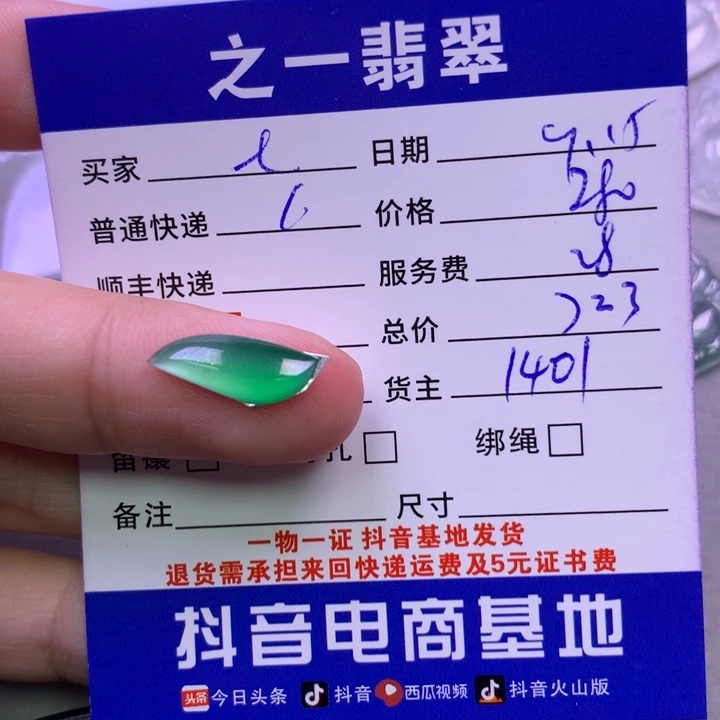 之一翡翠
买家 日期
普通快递 价格
顺丰快递 服务费 28
总价
货主 1401
绑绳
备注 尺寸
一物一证 抖音基地发货
退货需承担来回快递运费及5元证书费
抖音电商基地
头条 今日头条 抖音 西瓜视频 抖音火山版